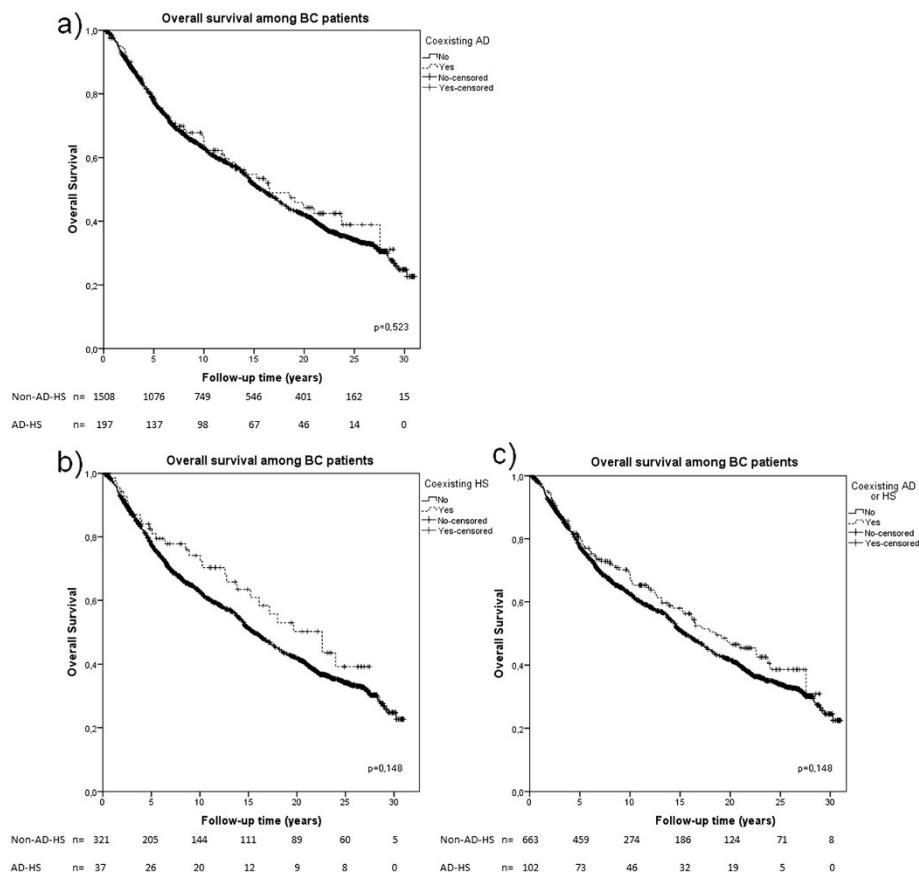 a)
Overall survival among BC patients
Coexisting AD
No
Yes
No-censored
Yes-censored
Overall Survival
1,0
0,8
0,6
0,4
0,2
0,0
p=0,523
0 5 10 15 20 25 30
Follow-up time (years)
Non-AD-HS n= 1508 1076 749 546 401 162 15
AD-HS n= 197 137 98 67 46 14 0
b)
Overall survival among BC patients
Coexisting HS
No
Yes
No-censored
Yes-censored
Overall Survival
1,0
0,8
0,6
0,4
0,2
0,0
p=0,148
0 5 10 15 20 25 30
Follow-up time (years)
Non-AD-HS n= 321 205 144 111 89 60 5
AD-HS n= 37 26 20 12 9 8 0
c)
Overall survival among BC patients
Coexisting AD
or HS
No
Yes
No-censored
Yes-censored
Overall Survival
1,0
0,8
0,6
0,4
0,2
0,0
p=0,148
0 5 10 15 20 25 30
Follow-up time (years)
Non-AD-HS n= 663 459 274 186 124 71 8
AD-HS n= 102 73 46 32 19 5 0